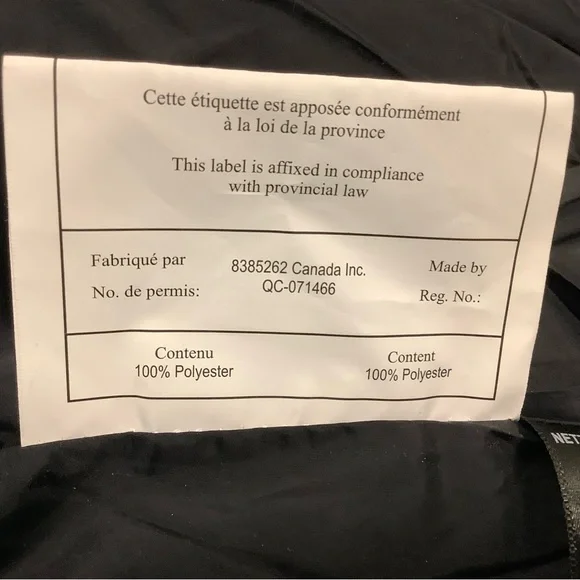 Cette étiquette est apposée conformément
à la loi de la province
This label is affixed in compliance
with provincial law
Fabriqué par 8385262 Canada Inc. Made by
No. de permis: QC-071466 Reg. No.:
Contenu Content
100% Polyester 100% Polyester